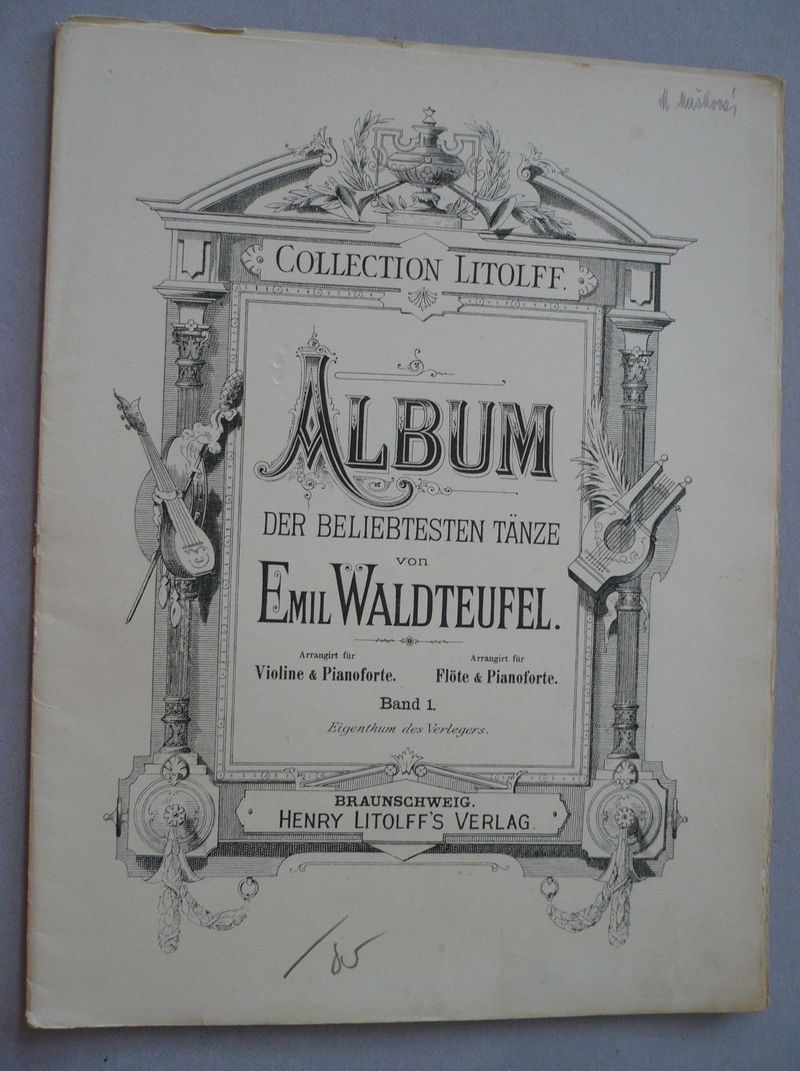 COLLECTION LITOLFF.
ALBUM
DER BELIEBTESTEN TÄNZE
von
EMIL WALDTEUFEL.
Arrangirt für Arrangirt für
Violine & Pianoforte. Flöte & Pianoforte.
Band 1.
Eigenthum des Verlegers.
BRAUNSCHWEIG.
HENRY LITOLFF'S VERLAG.